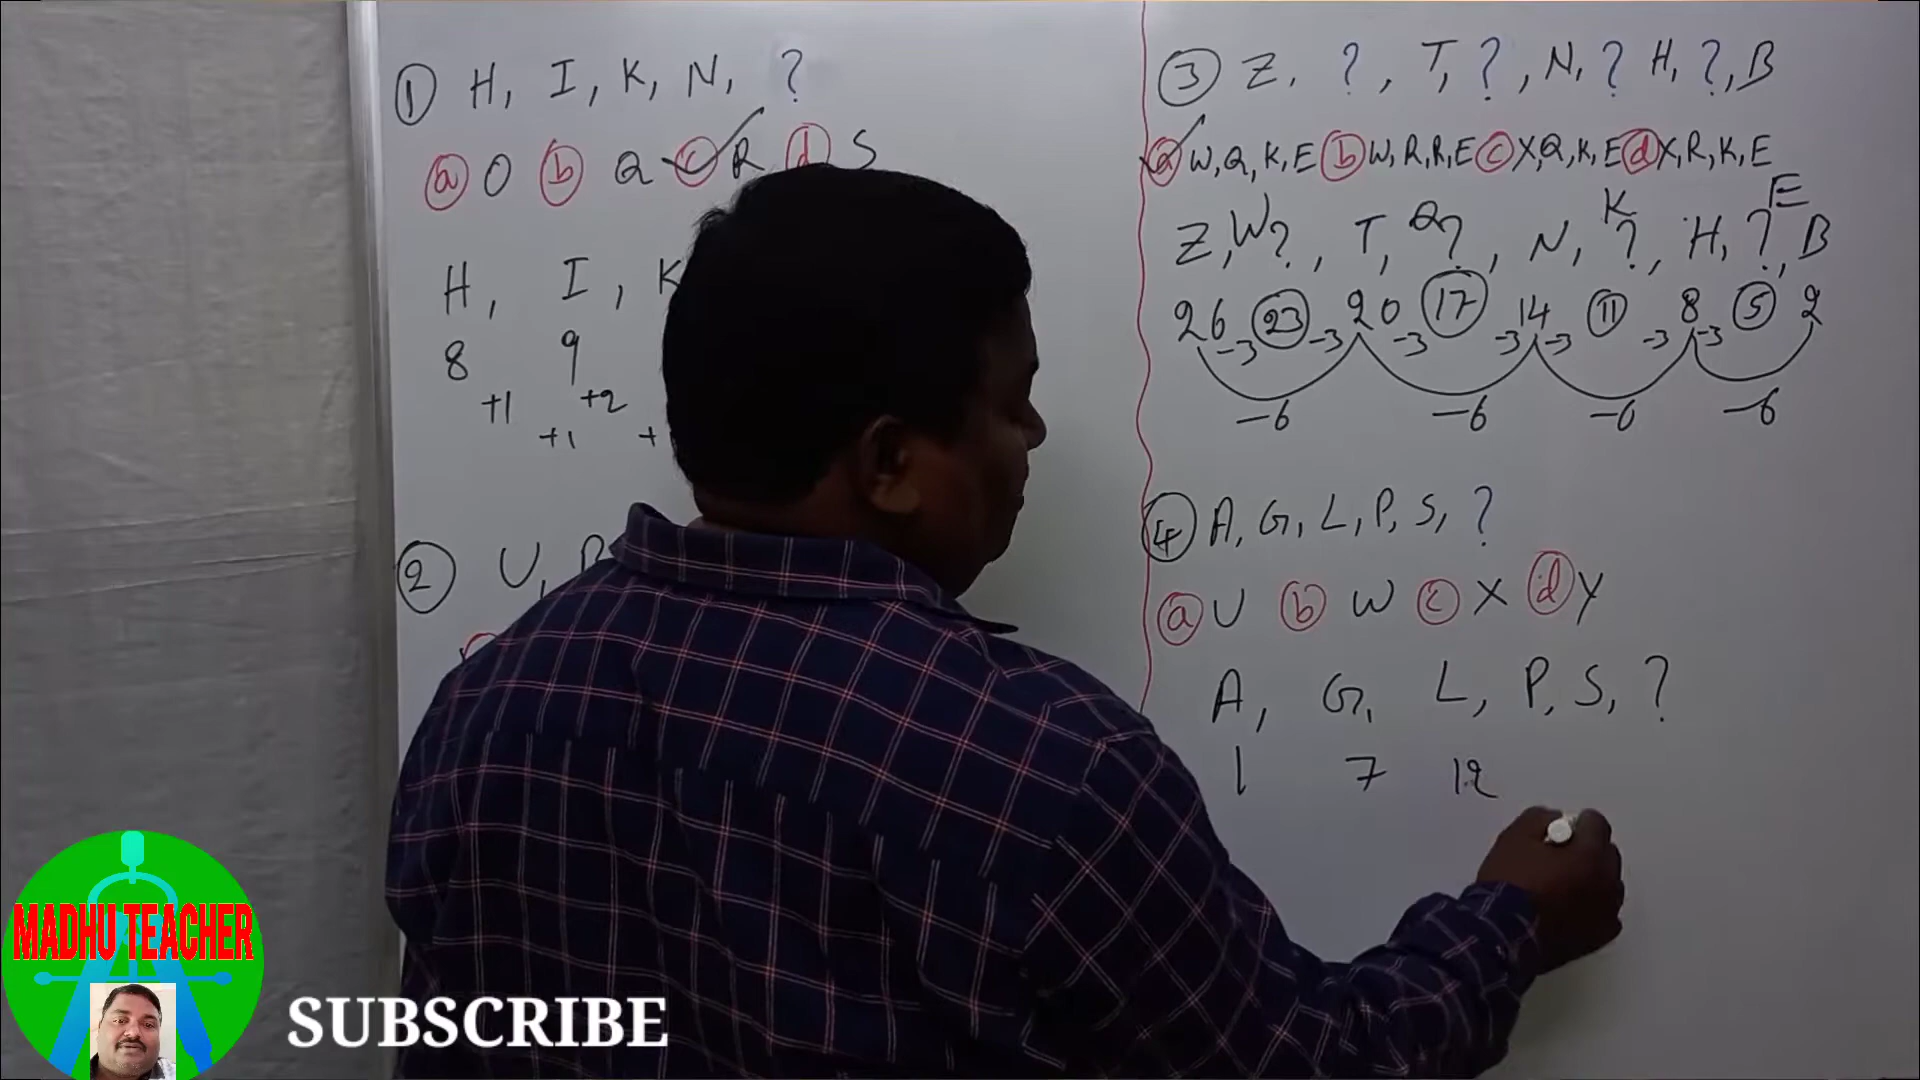 ① H, I, K, N, ?
ⓐ O ⓑ Q ⓒ R ⓓ S
H, I, K
8 9
+1 +2
+1 +
② U,
③ Z, ?, T, ?, N, ? H, ?, B
ⓐ W, Q, K, E ⓑ W, R, R, E ⓒ X, Q, K, E ⓓ X, R, K, E
W Q K E
Z, ?, T, ?, N, ?, H, ?, B
26 23 20 17 14 11 8 5 2
-3 -3 -3 -3 -3 -3 -3
-6 -6 -6 -6
④ A, G, L, P, S, ?
ⓐ U ⓑ W ⓒ X ⓓ Y
A, G, L, P, S, ?
1 7 12
MADHU TEACHER
SUBSCRIBE